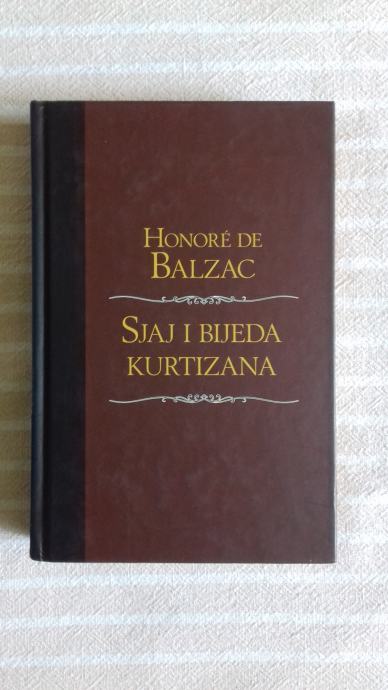 HONORÉ DE
BALZAC
SJAJ I BIJEDA
KURTIZANA